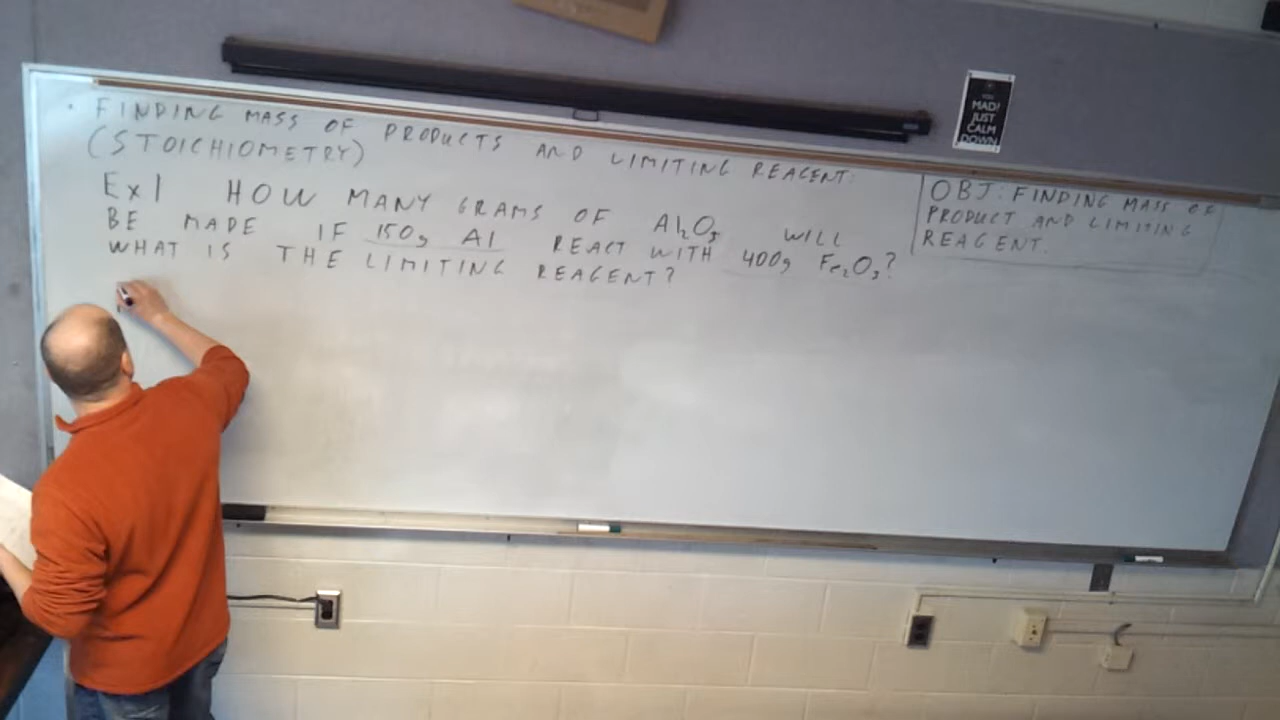 · FINDING MASS OF PRODUCTS AND LIMITING REAGENT:
(STOICHIOMETRY)
Ex1 HOW MANY GRAMS OF Al₂O₃ WILL
BE MADE IF 150g Al REACT WITH 400g Fe₂O₃?
WHAT IS THE LIMITING REAGENT?
OBJ: FINDING MASS OF
PRODUCT AND LIMITING
REAGENT.
MAD?
JUST
CALM
DOWN!